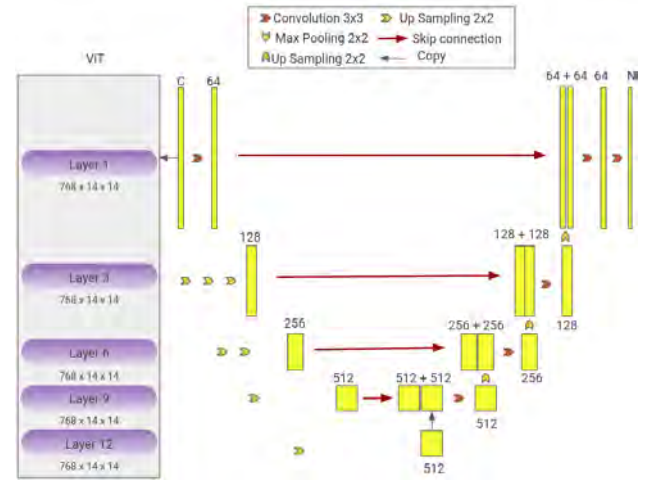 Convolution 3x3
Up Sampling 2x2
Max Pooling 2x2
Skip connection
Up Sampling 2x2
Copy
ViT
C
64
64 + 64
64
Layer 1
768 x 14 x 14
128
128 + 128
Layer 3
768 x 14 x 14
128
256
256 + 256
Layer 6
768 x 14 x 14
256
512
512 + 512
Layer 9
768 x 14 x 14
512
Layer 12
768 x 14 x 14
512